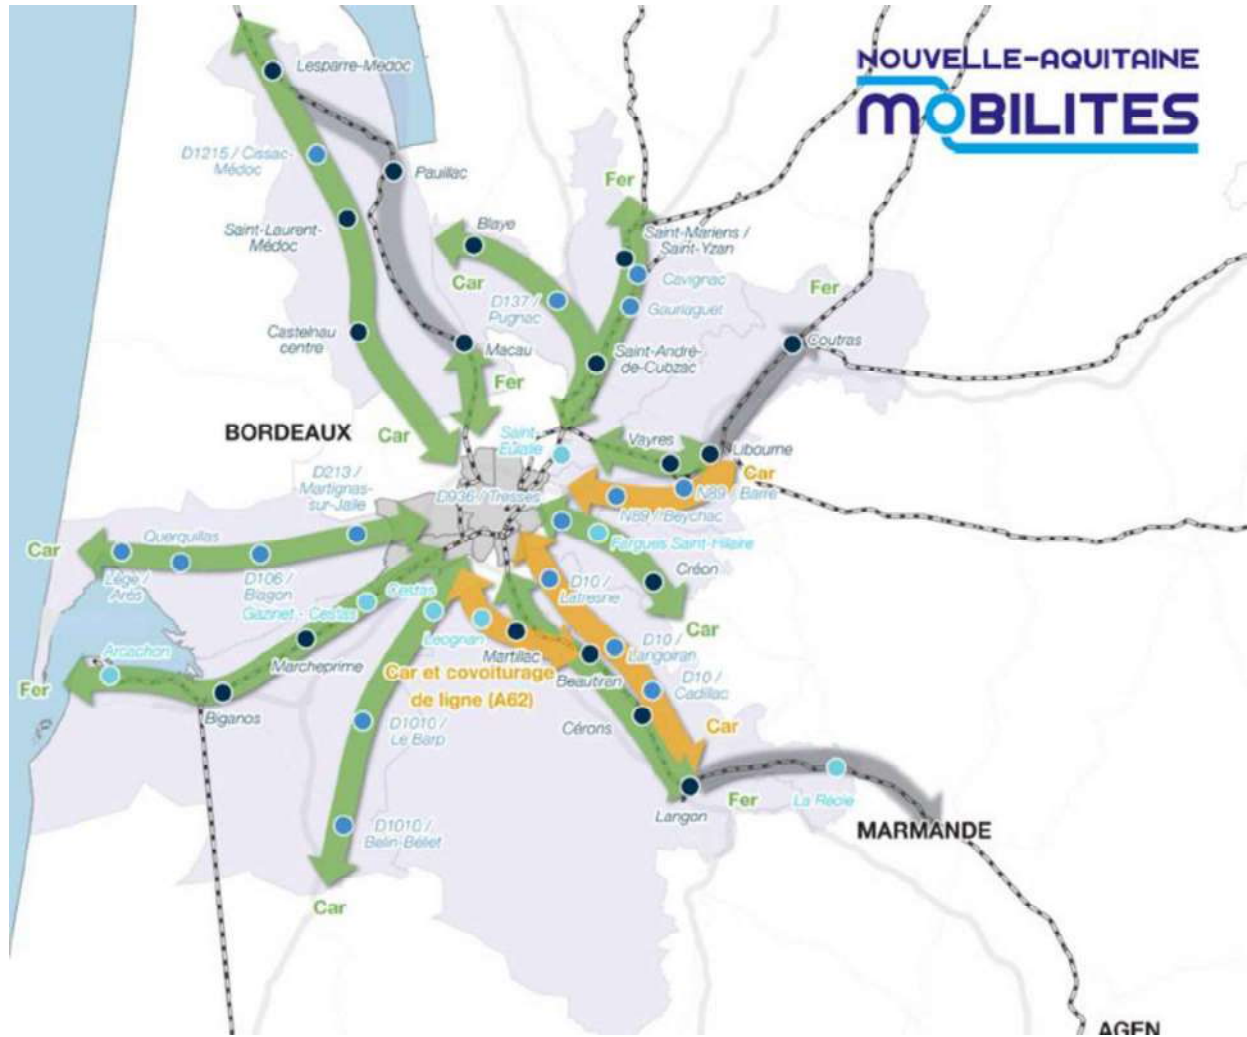 NOUVELLE-AQUITAINE
MOBILITES
Lesparre-Medoc
D1215 / Cissac-
Médoc
Pauillac
Fer
Saint-Laurent-
Médoc
Blaye
Saint-Mariens /
Saint-Yzan
Car
Cavignac
Fer
D137 /
Pugnac
Gauriaguet
Castelnau
centre
Macau
Saint-André-
de-Cubzac
Coutras
Fer
BORDEAUX
Car
Saint-
Eulalie
Vayres
Libourne
D213 /
Martignas-
sur-Jalle
Car
D936 / Tresses
N89 / Barre
N89 / Beychac
Querquillas
Car
Fargues Saint-Hilaire
Lège /
Arès
D106 /
Blagon
Créon
D10 /
Latresne
Cestas
Gazinet - Cestas
Car
Leognan
D10 /
Langoiran
Arcachon
Martillac
Marcheprime
Car et covoiturage
de ligne (A62)
Beautiran
D10 /
Cadillac
Fer
Biganos
D1010 /
Le Barp
Cérons
Car
Fer
La Réole
Langon
MARMANDE
D1010 /
Belin-Béliet
Car
AGEN